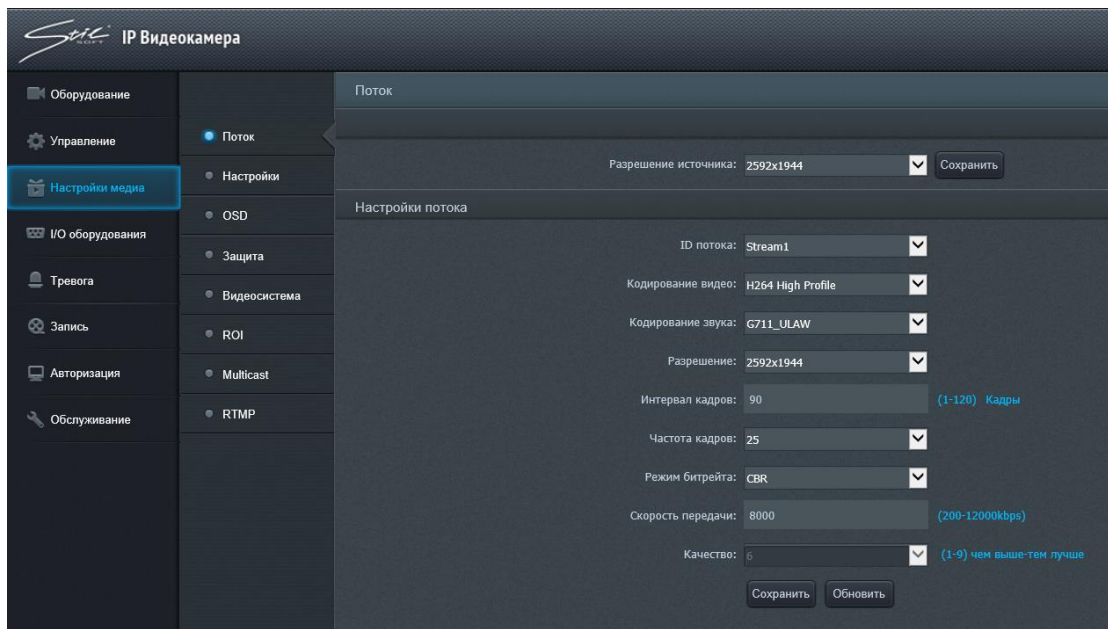 Stil SOFT IP Видеокамера
Оборудование
Управление
Настройки медиа
I/O оборудования
Тревога
Запись
Авторизация
Обслуживание
Поток
Настройки
OSD
Защита
Видеосистема
ROI
Multicast
RTMP
Поток
Разрешение источника: 2592x1944 Сохранить
Настройки потока
ID потока: Stream1
Кодирование видео: H264 High Profile
Кодирование звука: G711_ULAW
Разрешение: 2592x1944
Интервал кадров: 90 (1-120) Кадры
Частота кадров: 25
Режим битрейта: CBR
Скорость передачи: 8000 (200-12000kbps)
Качество: 6 (1-9) чем выше-тем лучше
Сохранить Обновить